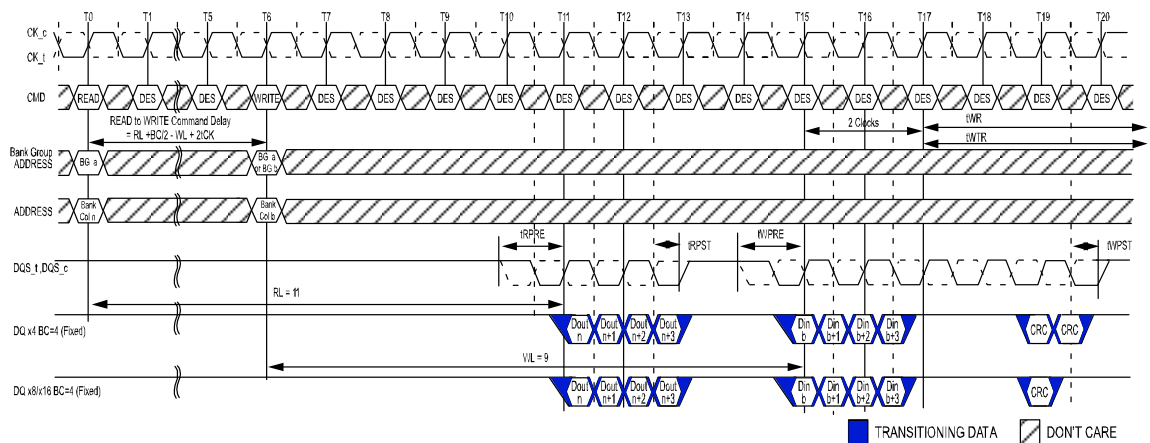 T0 T1 T5 T6 T7 T8 T9 T10 T11 T12 T13 T14 T15 T16 T17 T18 T19 T20
CK_c
CK_t
CMD READ DES DES WRITE DES DES DES DES DES DES DES DES DES DES DES DES DES DES
READ to WRITE Command Delay
= RL +BC/2 - WL + 2tCK
2 Clocks
tWR
tWTR
Bank Group
ADDRESS
BG a
BG a
or BG b
ADDRESS
Bank
Col n
Bank
Col b
tRPRE tRPST tWPRE tWPST
DQS_t ,DQS_c
RL = 11
DQ x4 BC=4 (Fixed)
Dout Dout Dout Dout Din Din Din Din
n n+1 n+2 n+3 b b+1 b+2 b+3
CRC CRC
WL = 9
DQ x8/x16 BC=4 (Fixed)
Dout Dout Dout Dout Din Din Din Din
n n+1 n+2 n+3 b b+1 b+2 b+3
CRC
TRANSITIONING DATA DON'T CARE